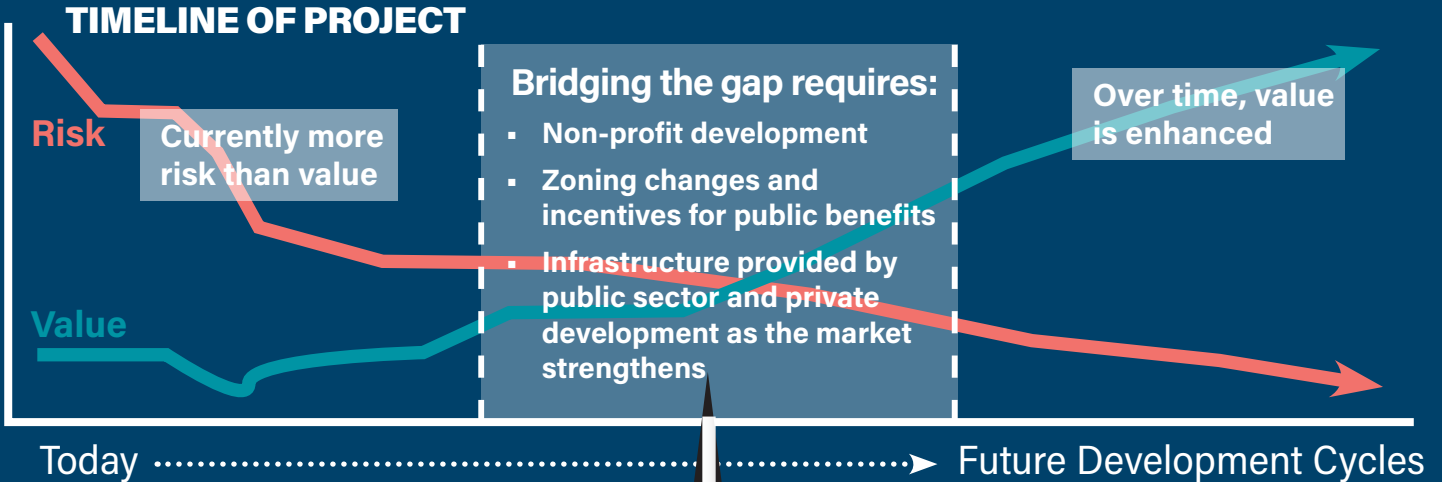 TIMELINE OF PROJECT
Risk
Currently more
risk than value
Value
Bridging the gap requires:
▪ Non-profit development
▪ Zoning changes and
incentives for public benefits
▪ Infrastructure provided by
public sector and private
development as the market
strengthens
Over time, value
is enhanced
Today
Future Development Cycles